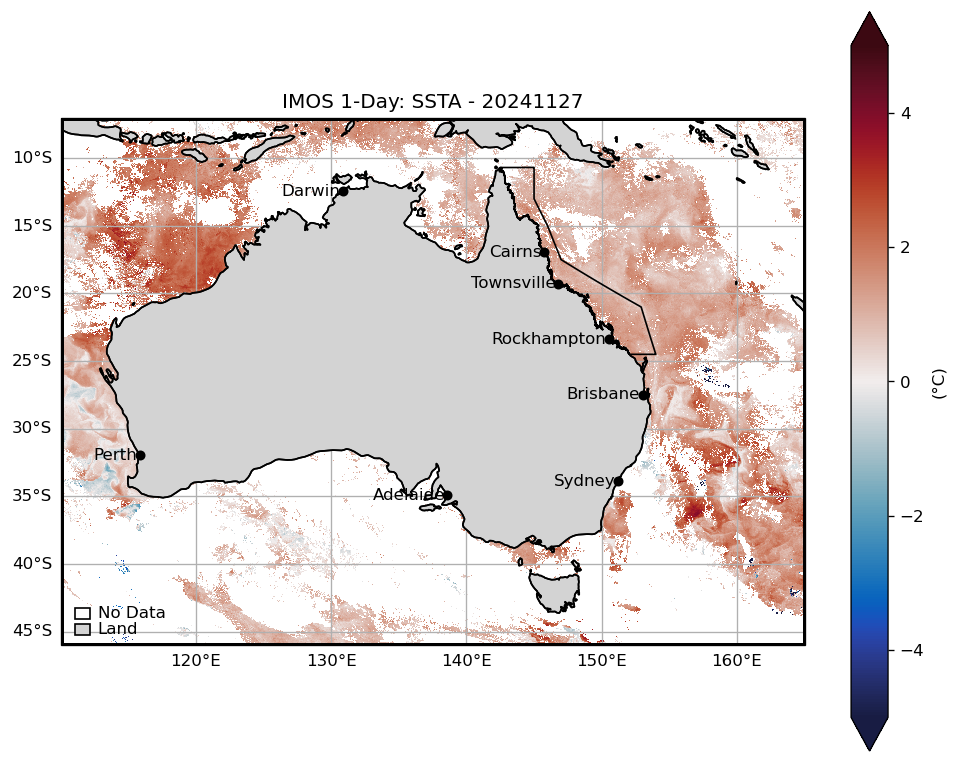 IMOS 1-Day: SSTA - 20241127
10°S
15°S
20°S
25°S
30°S
35°S
40°S
45°S
Darwin
Cairns
Townsville
Rockhampton
Brisbane
Perth
Sydney
Adelaide
No Data
Land
120°E
130°E
140°E
150°E
160°E
4
2
0
−2
−4
(°C)